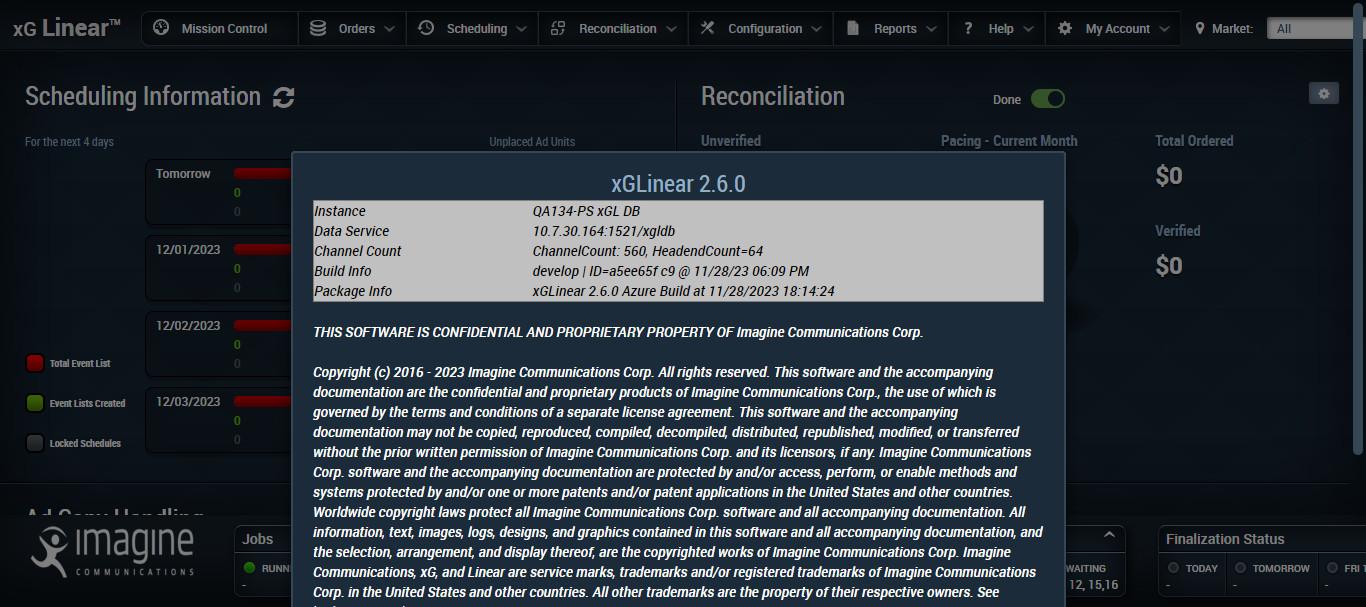 xG Linear™
Mission Control
Orders
Scheduling
Reconciliation
Configuration
Reports
? Help
My Account
Market:
All
Scheduling Information
Reconciliation
Done
For the next 4 days
Unplaced Ad Units
Unverified
Pacing - Current Month
Total Ordered
$0
Verified
$0
Tomorrow
0
0
12/01/2023
0
0
12/02/2023
0
0
12/03/2023
0
0
Total Event List
Event Lists Created
Locked Schedules
xGLinear 2.6.0
Instance QA134-PS xGL DB
Data Service 10.7.30.164:1521/xgldb
Channel Count ChannelCount: 560, HeadendCount=64
Build Info develop | ID=a5ee65f c9 @ 11/28/23 06:09 PM
Package Info xGLinear 2.6.0 Azure Build at 11/28/2023 18:14:24
THIS SOFTWARE IS CONFIDENTIAL AND PROPRIETARY PROPERTY OF Imagine Communications Corp.
Copyright (c) 2016 - 2023 Imagine Communications Corp. All rights reserved. This software and the accompanying
documentation are the confidential and proprietary products of Imagine Communications Corp., the use of which is
governed by the terms and conditions of a separate license agreement. This software and the accompanying
documentation may not be copied, reproduced, compiled, decompiled, distributed, republished, modified, or transferred
without the prior written permission of Imagine Communications Corp. and its licensors, if any. Imagine Communications
Corp. software and the accompanying documentation are protected by and/or access, perform, or enable methods and
systems protected by and/or one or more patents and/or patent applications in the United States and other countries.
Worldwide copyright laws protect all Imagine Communications Corp. software and all accompanying documentation. All
information, text, images, logs, designs, and graphics contained in this software and all accompanying documentation, and
the selection, arrangement, and display thereof, are the copyrighted works of Imagine Communications Corp. Imagine
Communications, xG, and Linear are service marks, trademarks and/or registered trademarks of Imagine Communications
Corp. in the United States and other countries. All other trademarks are the property of their respective owners. See
Ad Copy Handling
imagine
COMMUNICATIONS
Jobs
RUNNI
-
WAITING
12, 15,16
Finalization Status
TODAY
-
TOMORROW
-
FRI 1
-